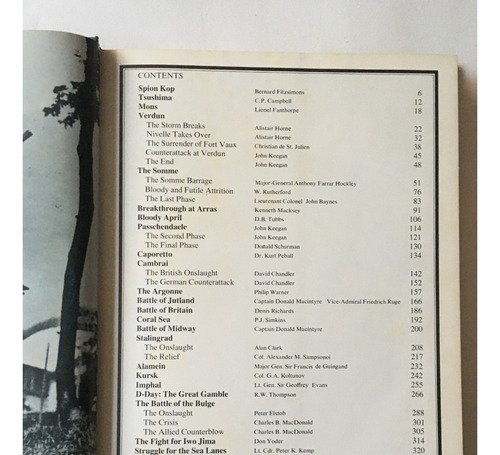 CONTENTS
Spion Kop Bernard Fitzsimons 6
Tsushima C.P. Campbell 12
Mons Lionel Fanthorpe 18
Verdun
The Storm Breaks Alistair Horne 22
Nivelle Takes Over Alistair Horne 32
The Surrender of Fort Vaux Christian de St. Julien 38
Counterattack at Verdun John Keegan 45
The End John Keegan 48
The Somme
The Somme Barrage Major-General Anthony Farrar Hockley 51
Bloody and Futile Attrition W. Rutherford 76
The Last Phase Lieutenant Colonel John Baynes 83
Breakthrough at Arras Kenneth Macksey 91
Bloody April D.B. Tubbs 106
Passchendaele John Keegan 114
The Second Phase John Keegan 121
The Final Phase Donald Schurman 130
Caporetto Dr. Kurt Peball 134
Cambrai
The British Onslaught David Chandler 142
The German Counterattack David Chandler 152
The Argonne Philip Warner 157
Battle of Jutland Captain Donald Macintyre Vice-Admiral Friedrich Ruge 166
Battle of Britain Denis Richards 186
Coral Sea P.J. Simkins 192
Battle of Midway Captain Donald Macintyre 200
Stalingrad
The Onslaught Alan Clark 208
The Relief Col. Alexander M. Sampsonoi 217
Alamein Major Gen. Sir Francis de Guingand 232
Kursk Col. G.A. Koltunov 242
Imphal Lt. Gen. Sir Geoffrey Evans 255
D-Day: The Great Gamble R.W. Thompson 266
The Battle of the Bulge
The Onslaught Peter Elstob 288
The Crisis Charles B. MacDonald 301
The Allied Counterblow Charles B. MacDonald 305
The Fight for Iwo Jima Don Yoder 314
Struggle for the Sea Lanes Lt. Cdr. Peter K. Kemp 320